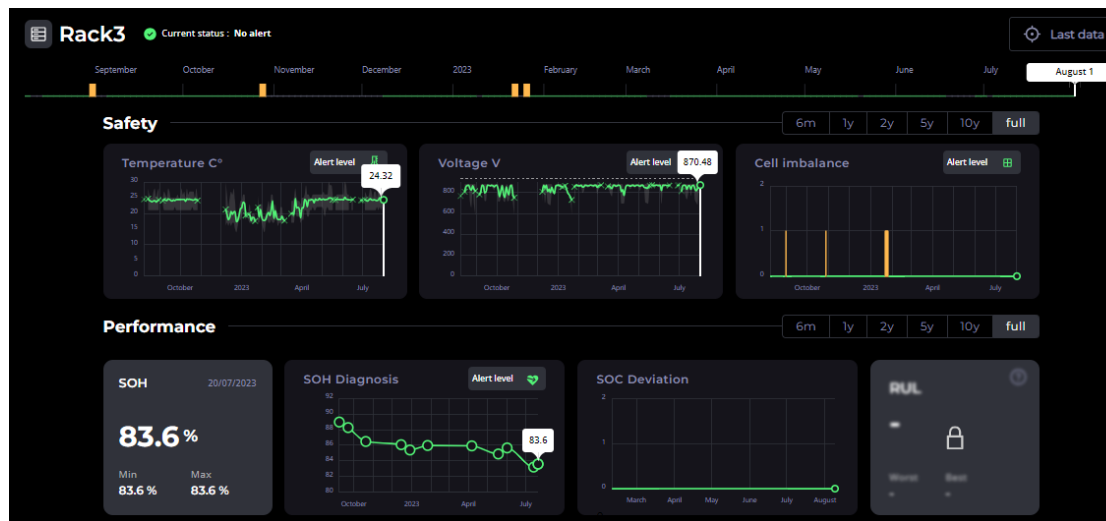 Rack3 Current status : No alert Last data
September October November December 2023 February March April May June July August 1
Safety 6m 1y 2y 5y 10y full
Temperature C° Alert level
24.32
30
25
20
15
10
5
0
October 2023 April July
Voltage V Alert level 870.48
800
600
400
200
0
October 2023 April July
Cell imbalance Alert level
2
1
0
October 2023 April July
Performance 6m 1y 2y 5y 10y full
SOH 20/07/2023
83.6 %
Min Max
83.6 % 83.6 %
SOH Diagnosis Alert level
92
90
88
86
84
82
80
83.6
October 2023 April July
SOC Deviation
2
1
0
March April May June July August
RUL
-
Worst Best
- -